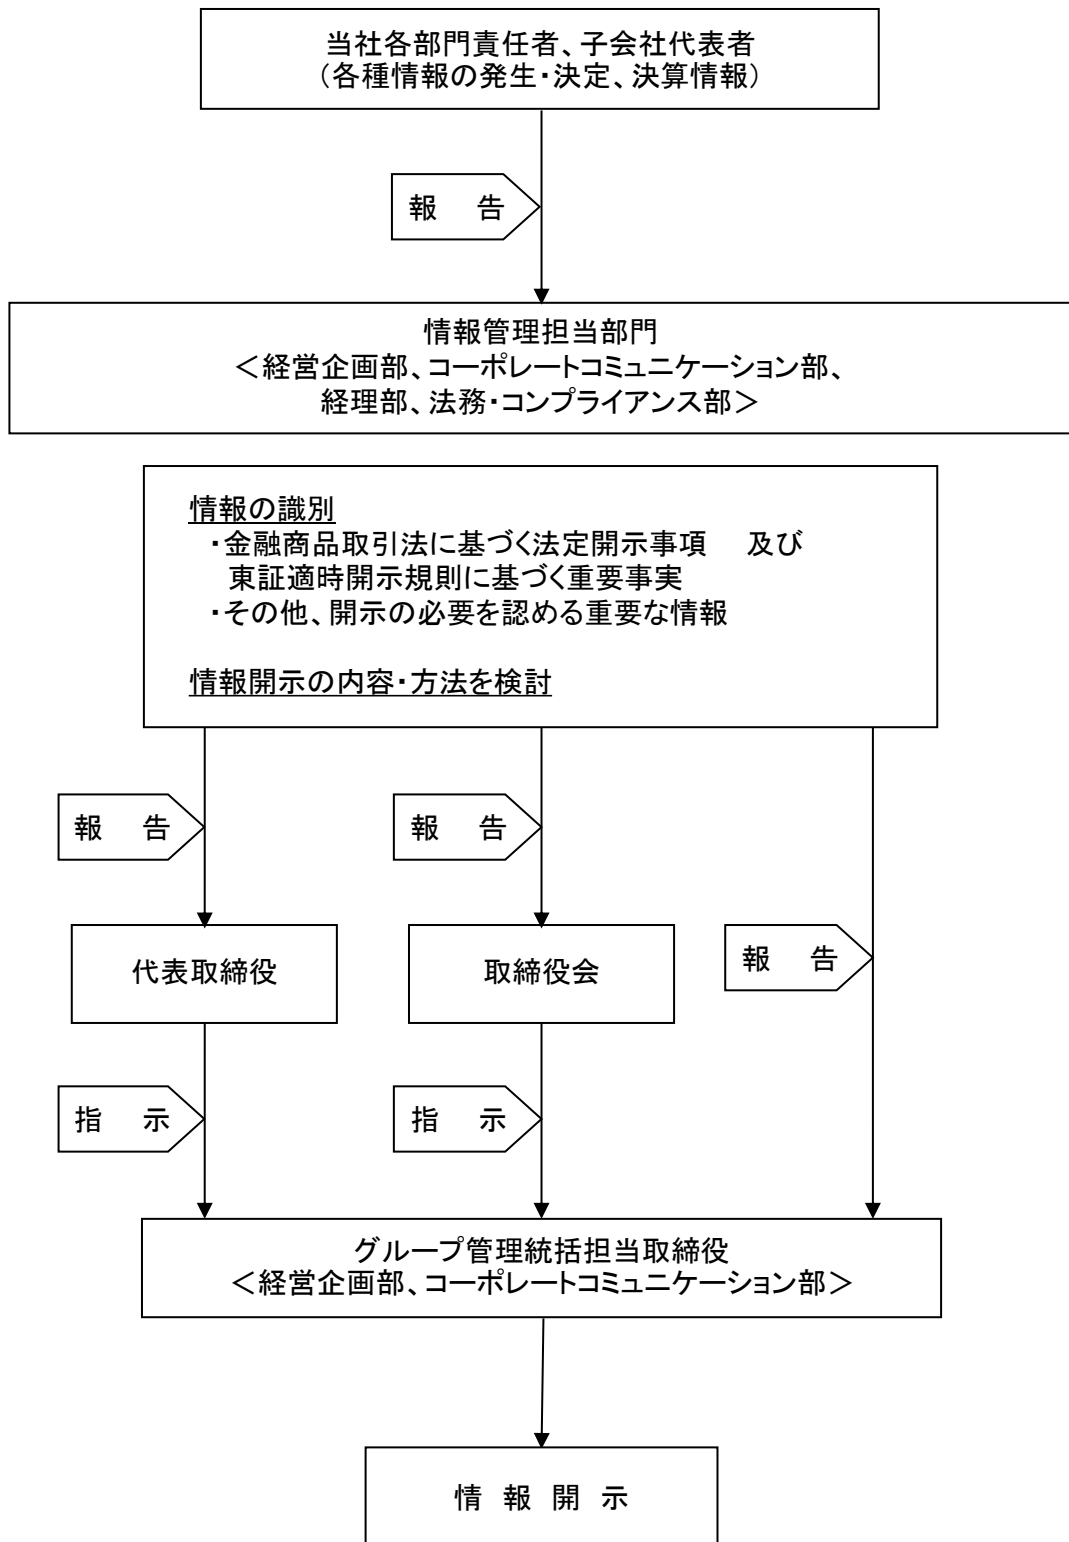 当社各部門責任者、子会社代表者
（各種情報の発生・決定、決算情報）
報　告
情報管理担当部門
＜経営企画部、コーポレートコミュニケーション部、
経理部、法務・コンプライアンス部＞
情報の識別
・金融商品取引法に基づく法定開示事項　及び
東証適時開示規則に基づく重要事実
・その他、開示の必要を認める重要な情報
情報開示の内容・方法を検討
報　告
報　告
代表取締役
取締役会
報　告
指　示
指　示
グループ管理統括担当取締役
＜経営企画部、コーポレートコミュニケーション部＞
情 報 開 示